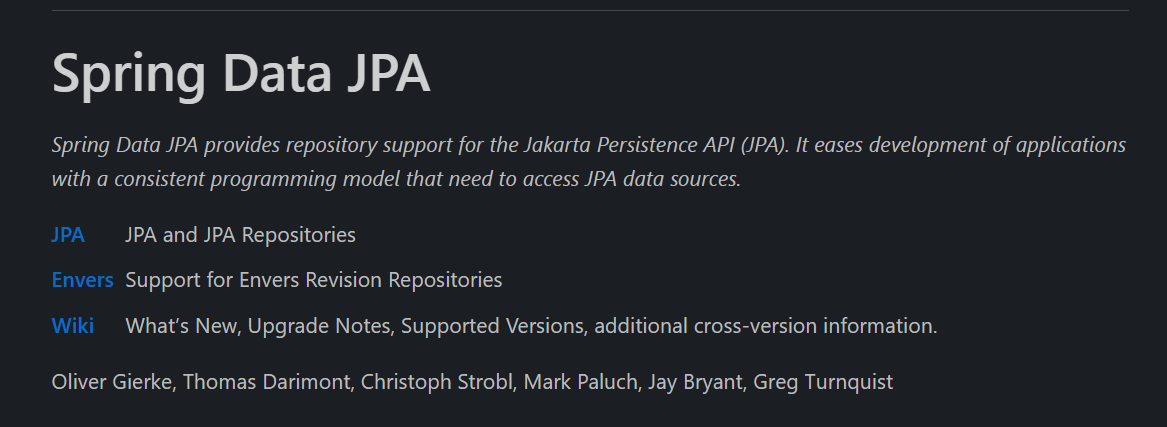 Spring Data JPA
Spring Data JPA provides repository support for the Jakarta Persistence API (JPA). It eases development of applications
with a consistent programming model that need to access JPA data sources.
JPA JPA and JPA Repositories
Envers Support for Envers Revision Repositories
Wiki What’s New, Upgrade Notes, Supported Versions, additional cross-version information.
Oliver Gierke, Thomas Darimont, Christoph Strobl, Mark Paluch, Jay Bryant, Greg Turnquist